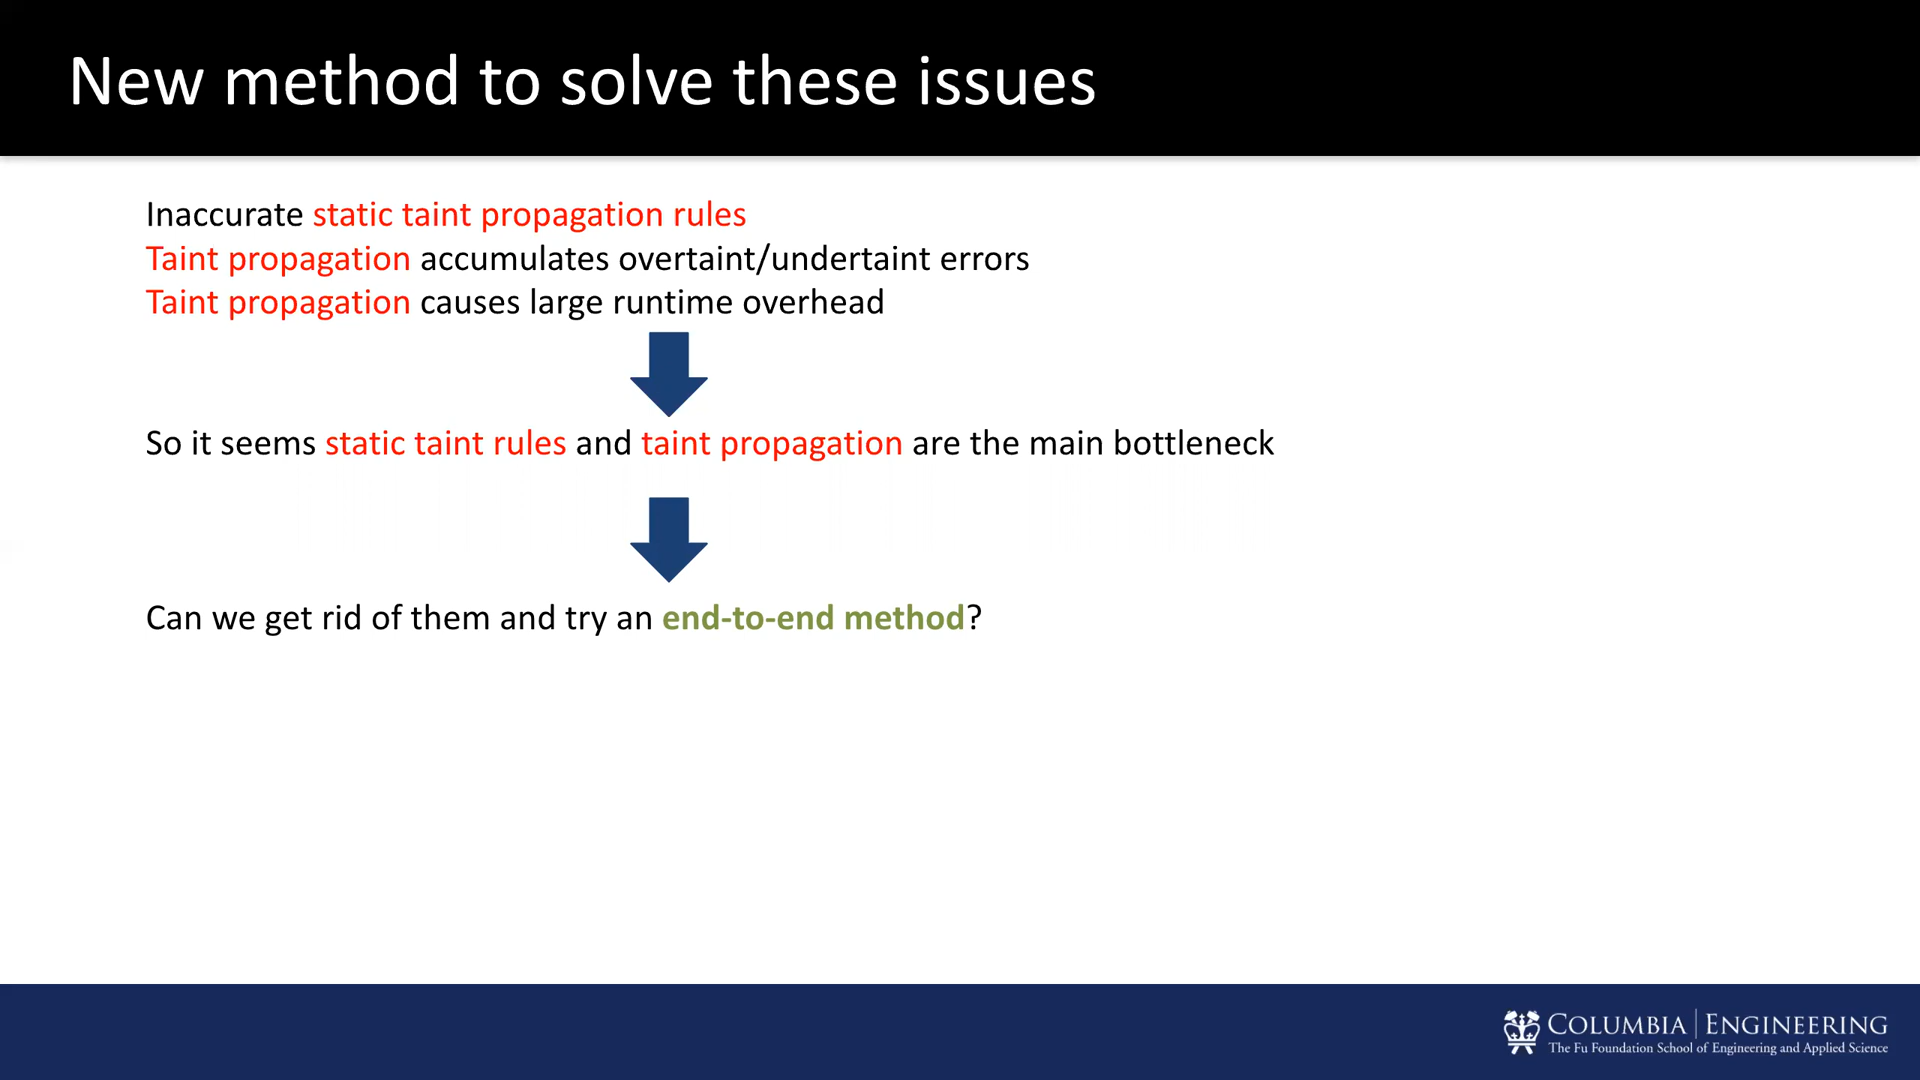 New method to solve these issues
Inaccurate static taint propagation rules
Taint propagation accumulates overtaint/undertaint errors
Taint propagation causes large runtime overhead
So it seems static taint rules and taint propagation are the main bottleneck
Can we get rid of them and try an end-to-end method?
COLUMBIA | ENGINEERING
The Fu Foundation School of Engineering and Applied Science